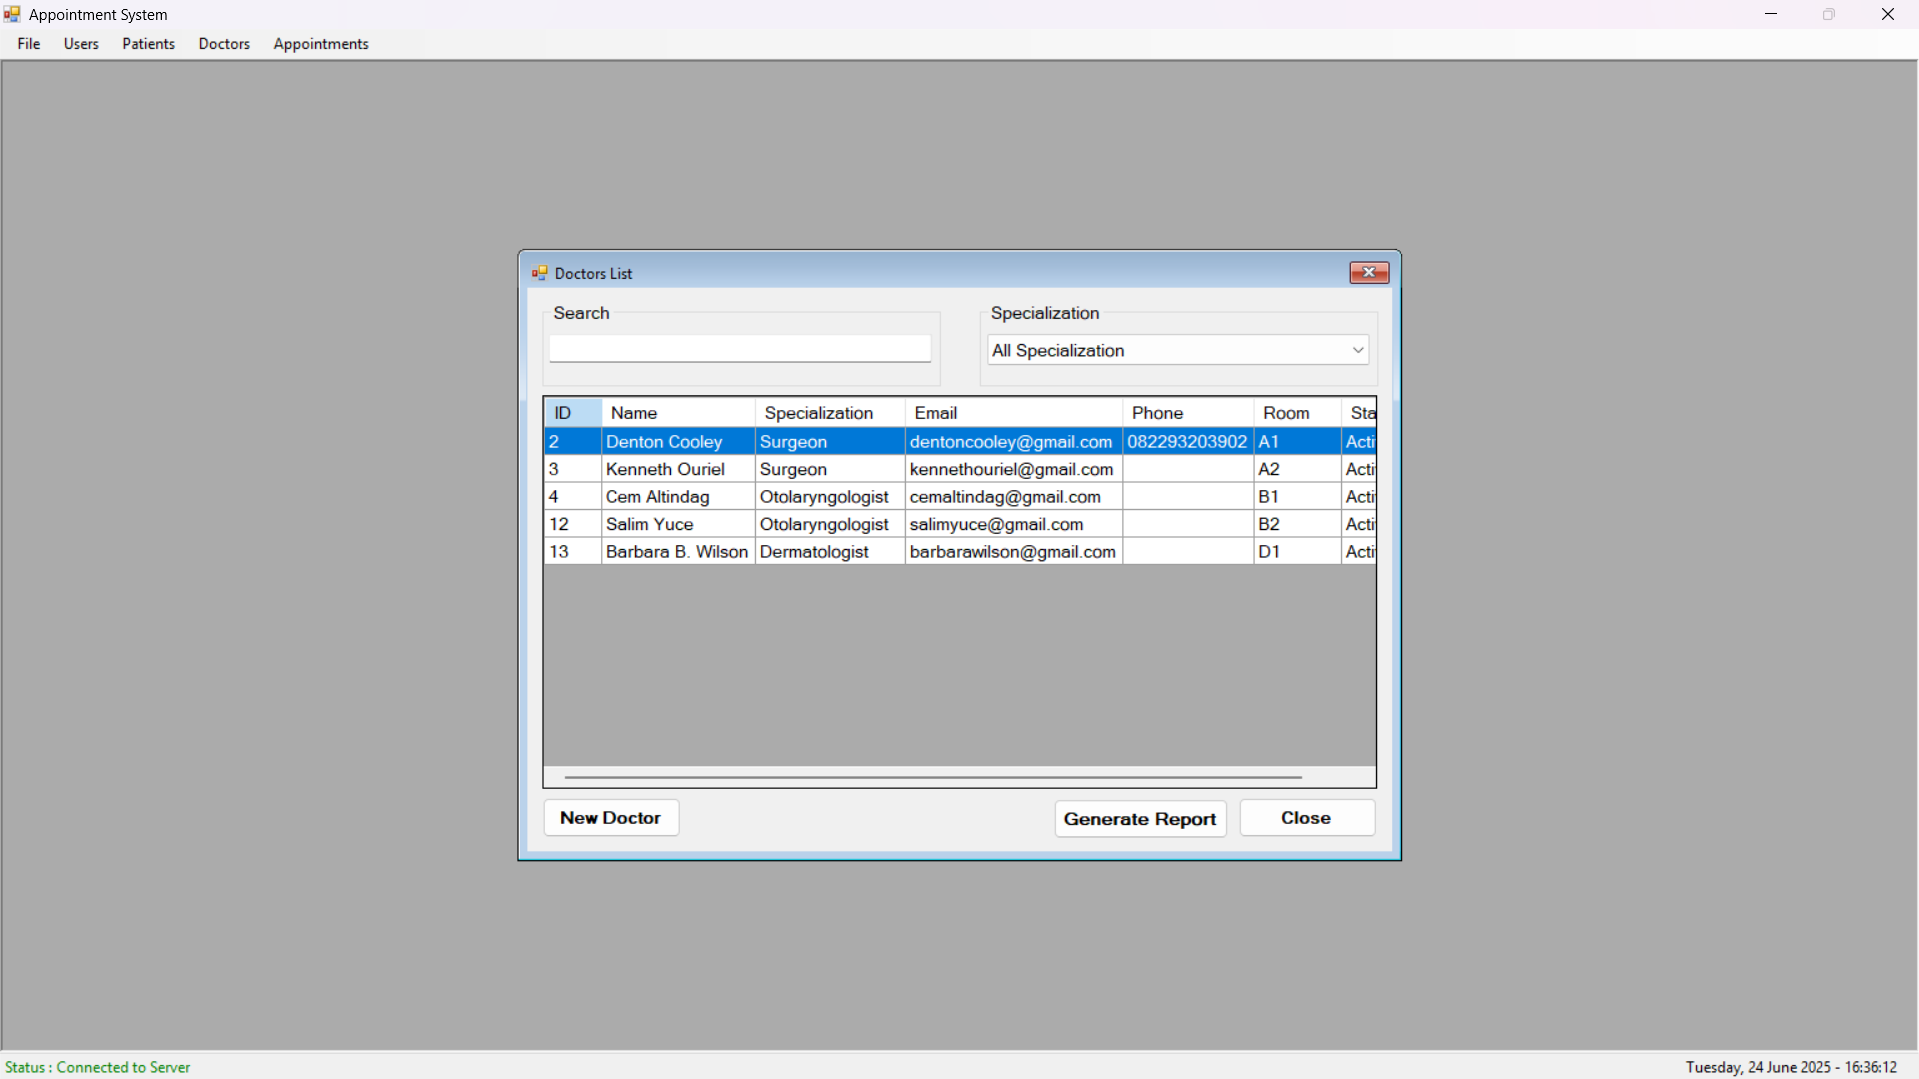 Appointment System
File Users Patients Doctors Appointments
Doctors List
Search
Specialization
All Specialization
ID Name Specialization Email Phone Room Sta
2 Denton Cooley Surgeon dentoncooley@gmail.com 082293203902 A1 Acti
3 Kenneth Ouriel Surgeon kennethouriel@gmail.com A2 Acti
4 Cem Altindag Otolaryngologist cemaltindag@gmail.com B1 Acti
12 Salim Yuce Otolaryngologist salimyuce@gmail.com B2 Acti
13 Barbara B. Wilson Dermatologist barbarawilson@gmail.com D1 Acti
New Doctor Generate Report Close
Status : Connected to Server Tuesday, 24 June 2025 - 16:36:12